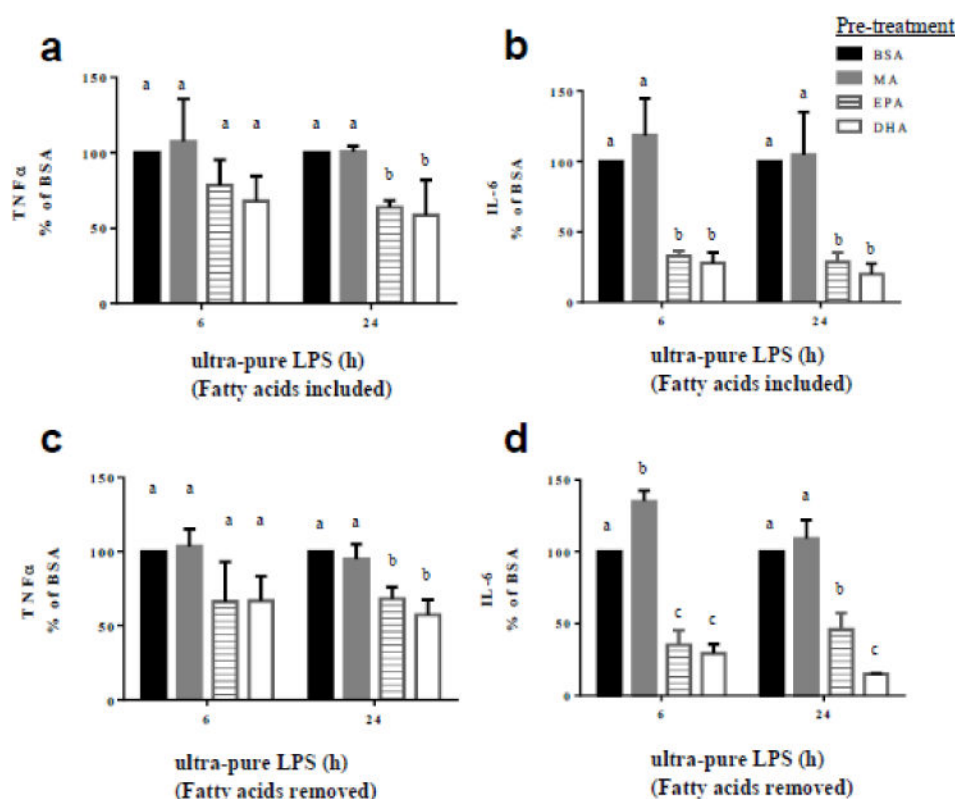 a
a
a
a
a
a
a
b
b
150
100
50
0
TNFα
% of BSA
6
24
ultra-pure LPS (h)
(Fatty acids included)
b
Pre-treatment
BSA
MA
EPA
DHA
a
a
b
b
a
a
b
b
150
100
50
0
IL-6
% of BSA
6
24
ultra-pure LPS (h)
(Fatty acids included)
c
a
a
a
a
a
a
b
b
150
100
50
0
TNFα
% of BSA
6
24
ultra-pure LPS (h)
(Fatty acids removed)
d
a
b
c
c
a
a
b
c
150
100
50
0
IL-6
% of BSA
6
24
ultra-pure LPS (h)
(Fatty acids removed)